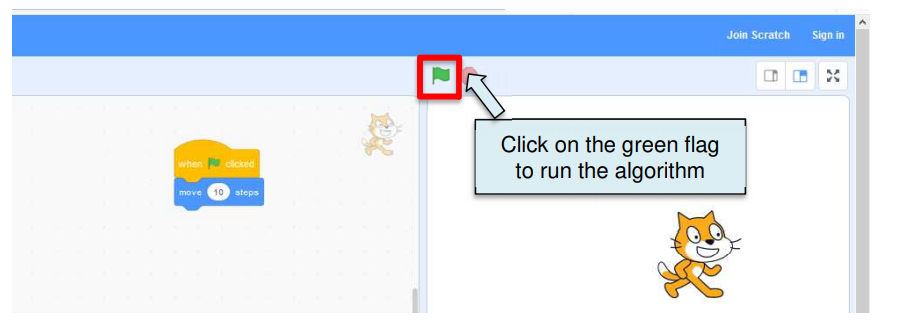 Join Scratch Sign in
Click on the green flag
to run the algorithm
when clicked
move 10 steps